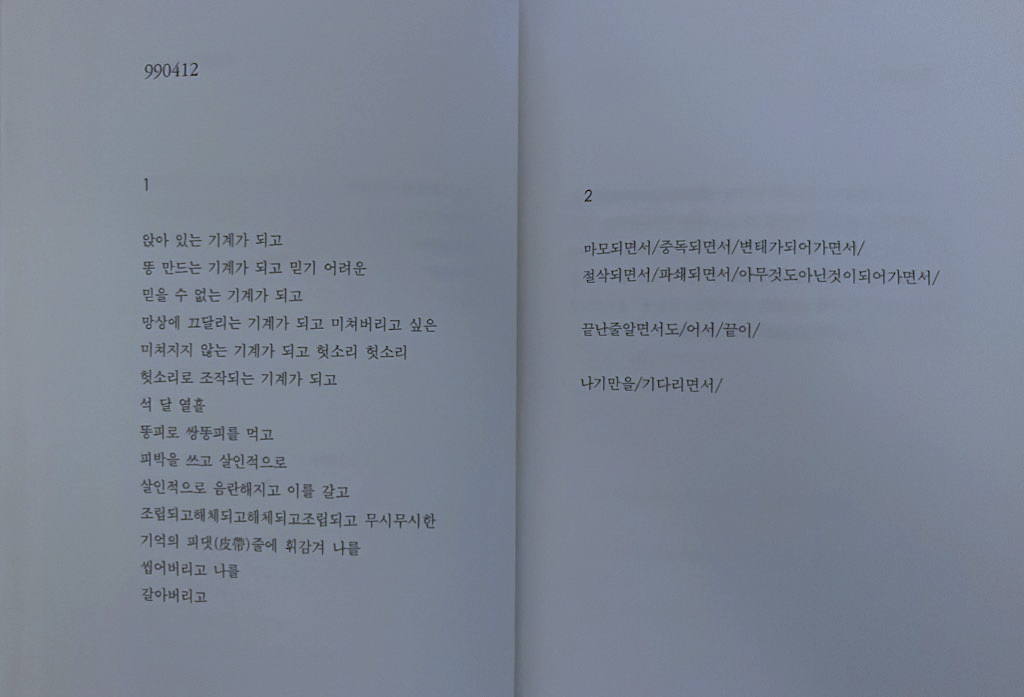 990412
1
앉아 있는 기계가 되고
똥 만드는 기계가 되고 믿기 어려운
믿을 수 없는 기계가 되고
망상에 끄달리는 기계가 되고 미쳐버리고 싶은
미쳐지지 않는 기계가 되고 헛소리 헛소리
헛소리로 조작되는 기계가 되고
석 달 열흘
똥피로 쌍똥피를 먹고
피박을 쓰고 살인적으로
살인적으로 음란해지고 이를 갈고
조립되고해체되고해체되고조립되고 무시무시한
기억의 피댓(皮帶)줄에 휘감겨 나를
씹어버리고 나를
갈아버리고
2
마모되면서/중독되면서/변태가되어가면서/
절삭되면서/파쇄되면서/아무것도아닌것이되어가면서/
끝난줄알면서도/어서/끝이/
나기만을/기다리면서/